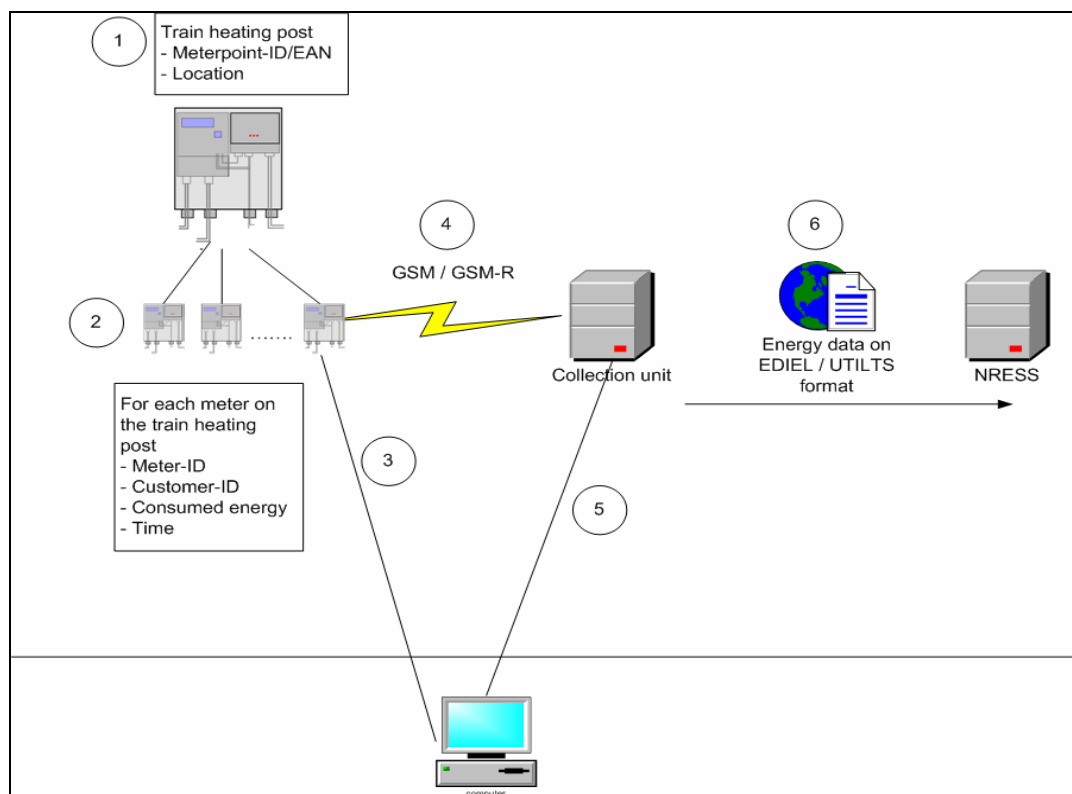 1
Train heating post
- Meterpoint-ID/EAN
- Location
4
GSM / GSM-R
6
2
Collection unit
Energy data on
EDIEL / UTILTS
format
NRESS
For each meter on
the train heating
post
- Meter-ID
- Customer-ID
- Consumed energy
- Time
3
5
computer